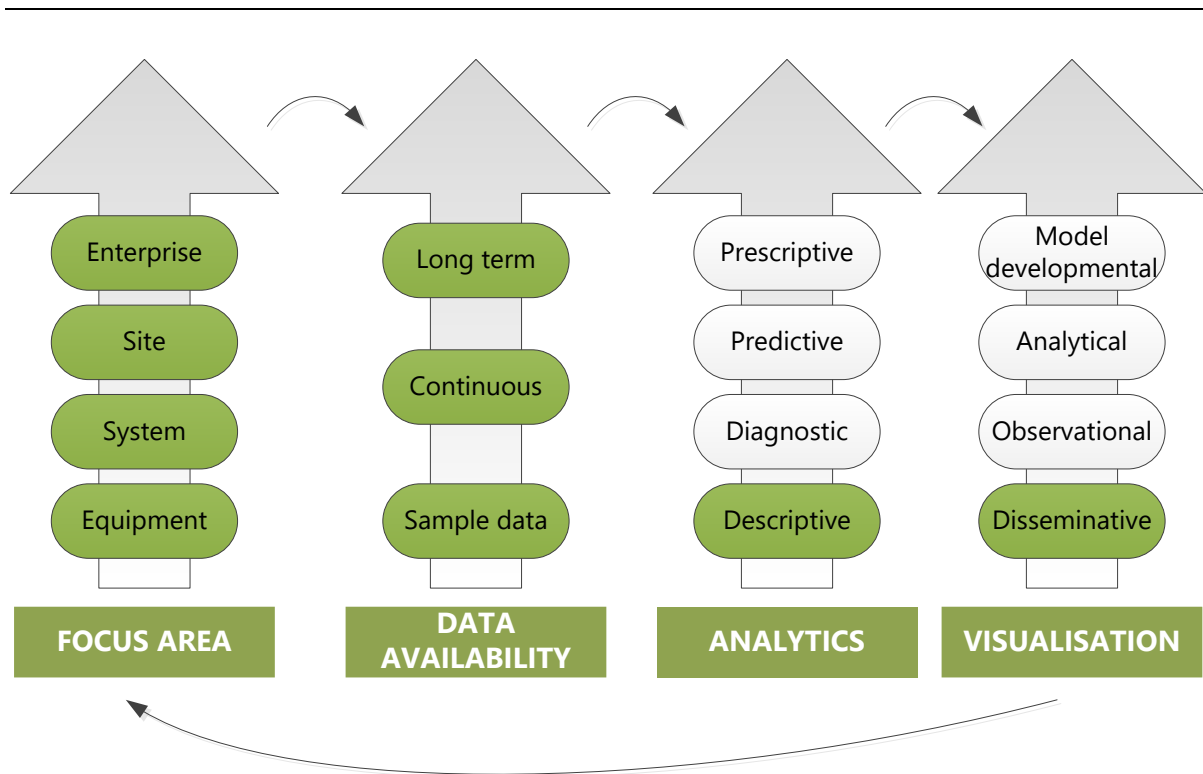 Enterprise
Site
System
Equipment
FOCUS AREA
Long term
Continuous
Sample data
DATA
AVAILABILITY
Prescriptive
Predictive
Diagnostic
Descriptive
ANALYTICS
Model
developmental
Analytical
Observational
Disseminative
VISUALISATION